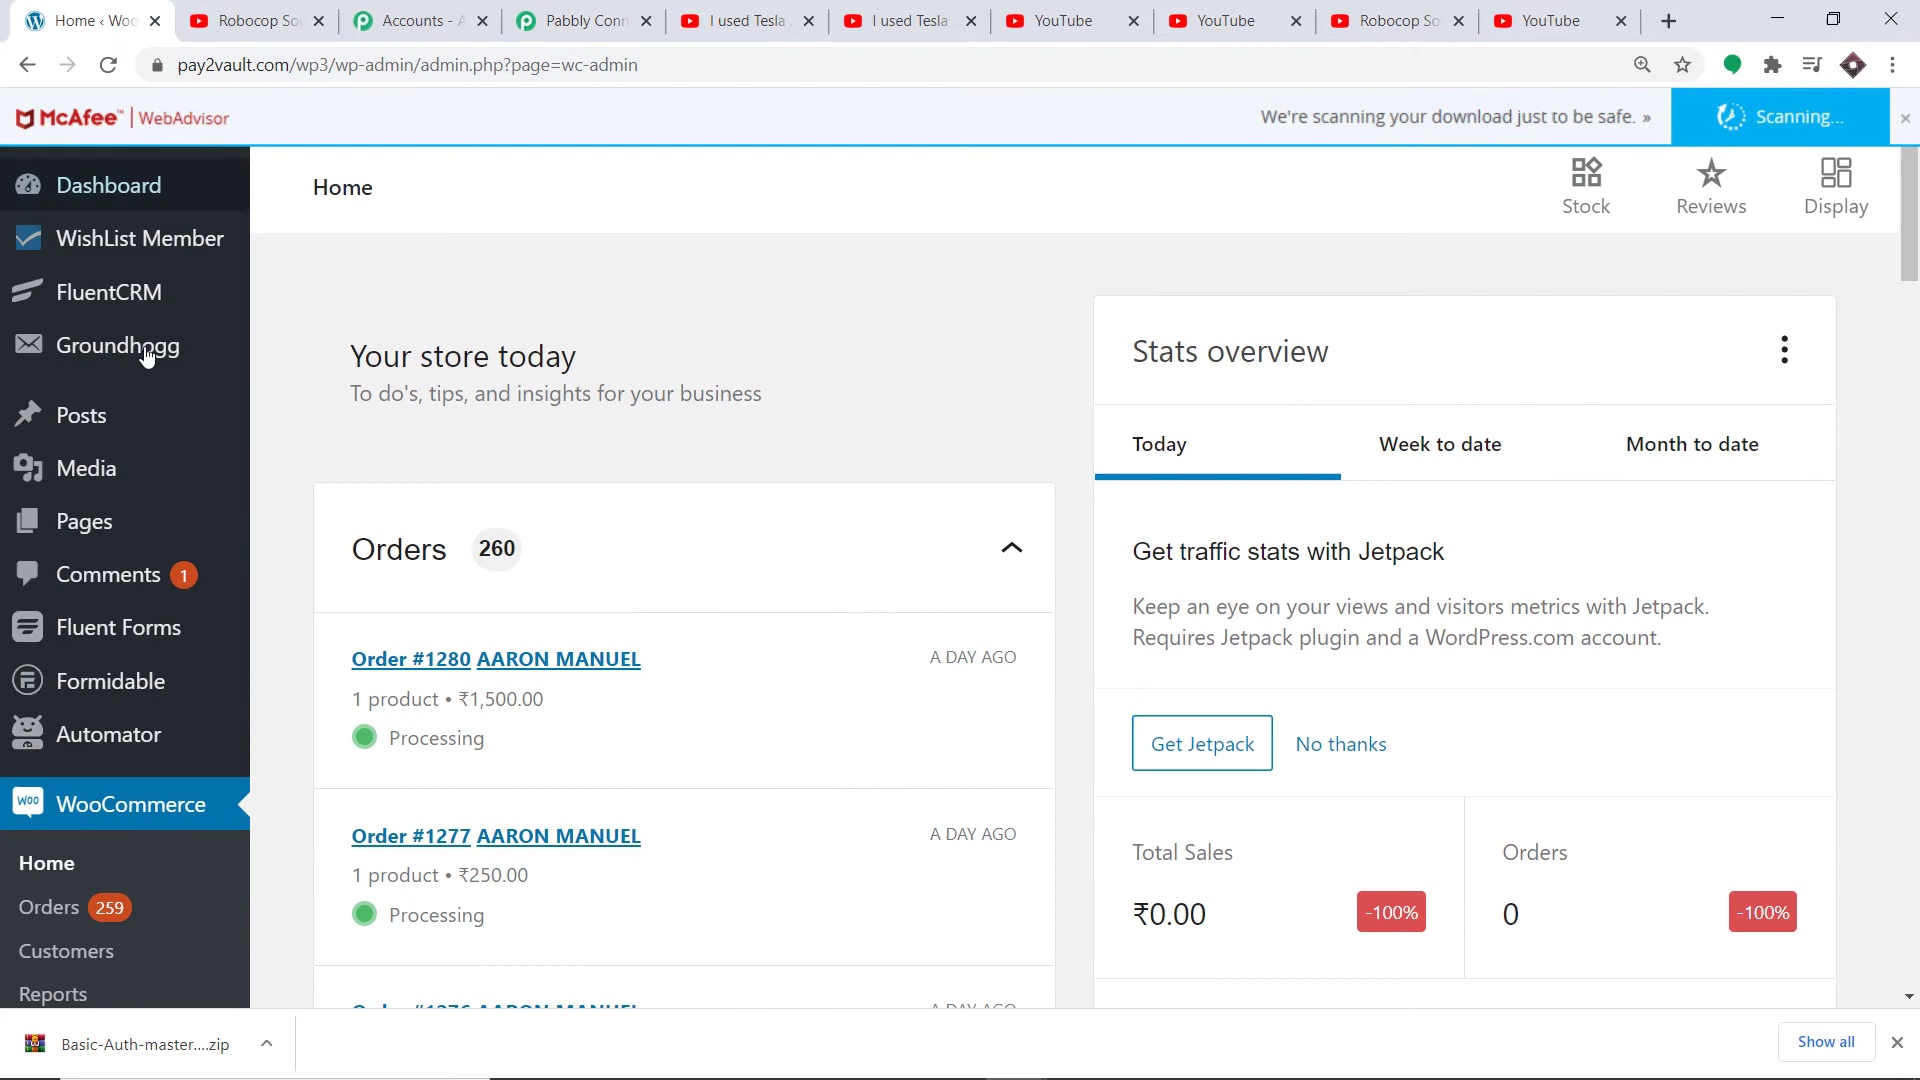 Home ‹ Woo
Robocop So
Accounts - A
Pabbly Conn
I used Tesla
I used Tesla
YouTube
YouTube
Robocop So
YouTube
pay2vault.com/wp3/wp-admin/admin.php?page=wc-admin
McAfee™ | WebAdvisor
We're scanning your download just to be safe. »
Scanning...
Dashboard
WishList Member
FluentCRM
Groundhogg
Posts
Media
Pages
Comments 1
Fluent Forms
Formidable
Automator
WooCommerce
Home
Orders 259
Customers
Reports
Home
Stock
Reviews
Display
Your store today
To do's, tips, and insights for your business
Orders 260
Order #1280 AARON MANUEL
A DAY AGO
1 product • ₹1,500.00
Processing
Order #1277 AARON MANUEL
A DAY AGO
1 product • ₹250.00
Processing
Stats overview
Today
Week to date
Month to date
Get traffic stats with Jetpack
Keep an eye on your views and visitors metrics with Jetpack.
Requires Jetpack plugin and a WordPress.com account.
Get Jetpack
No thanks
Total Sales
₹0.00
-100%
Orders
0
-100%
Basic-Auth-master....zip
Show all